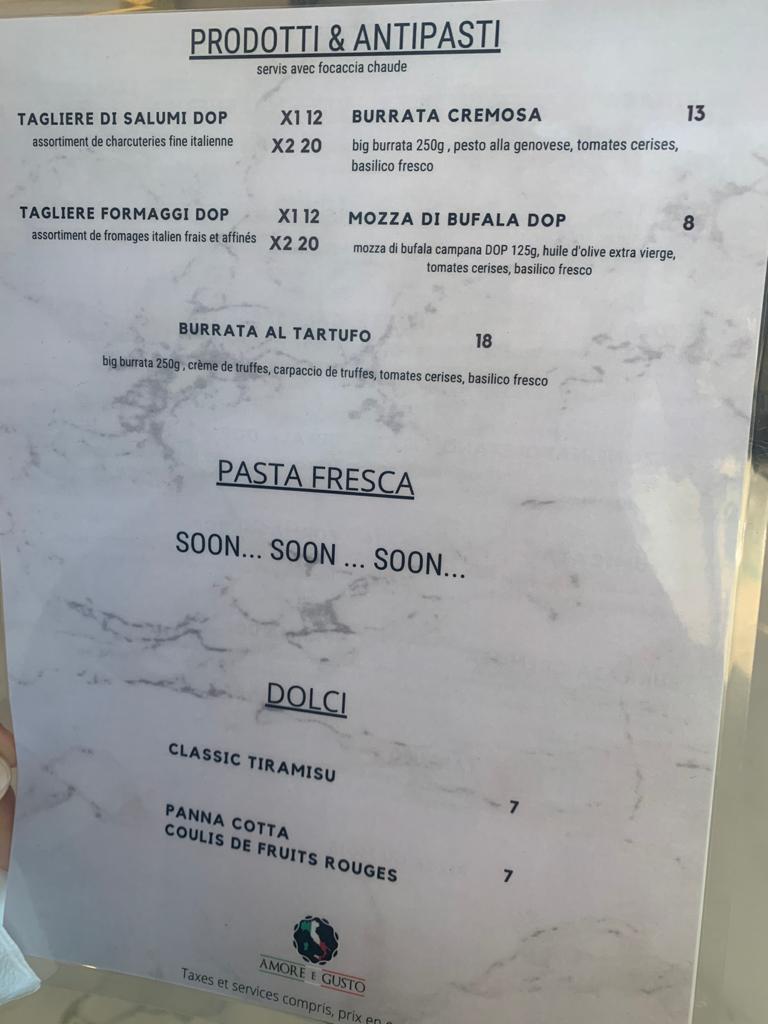 PRODOTTI & ANTIPASTI
servis avec focaccia chaude
TAGLIERE DI SALUMI DOP X1 12
assortiment de charcuteries fine italienne X2 20
BURRATA CREMOSA 13
big burrata 250g , pesto alla genovese, tomates cerises,
basilico fresco
TAGLIERE FORMAGGI DOP X1 12
assortiment de fromages italien frais et affinés X2 20
MOZZA DI BUFALA DOP 8
mozza di bufala campana DOP 125g, huile d'olive extra vierge,
tomates cerises, basilico fresco
BURRATA AL TARTUFO 18
big burrata 250g , crème de truffes, carpaccio de truffes, tomates cerises, basilico fresco
PASTA FRESCA
SOON... SOON ... SOON...
DOLCI
CLASSIC TIRAMISU 7
PANNA COTTA
COULIS DE FRUITS ROUGES 7
AMORE E GUSTO
Taxes et services compris, prix en